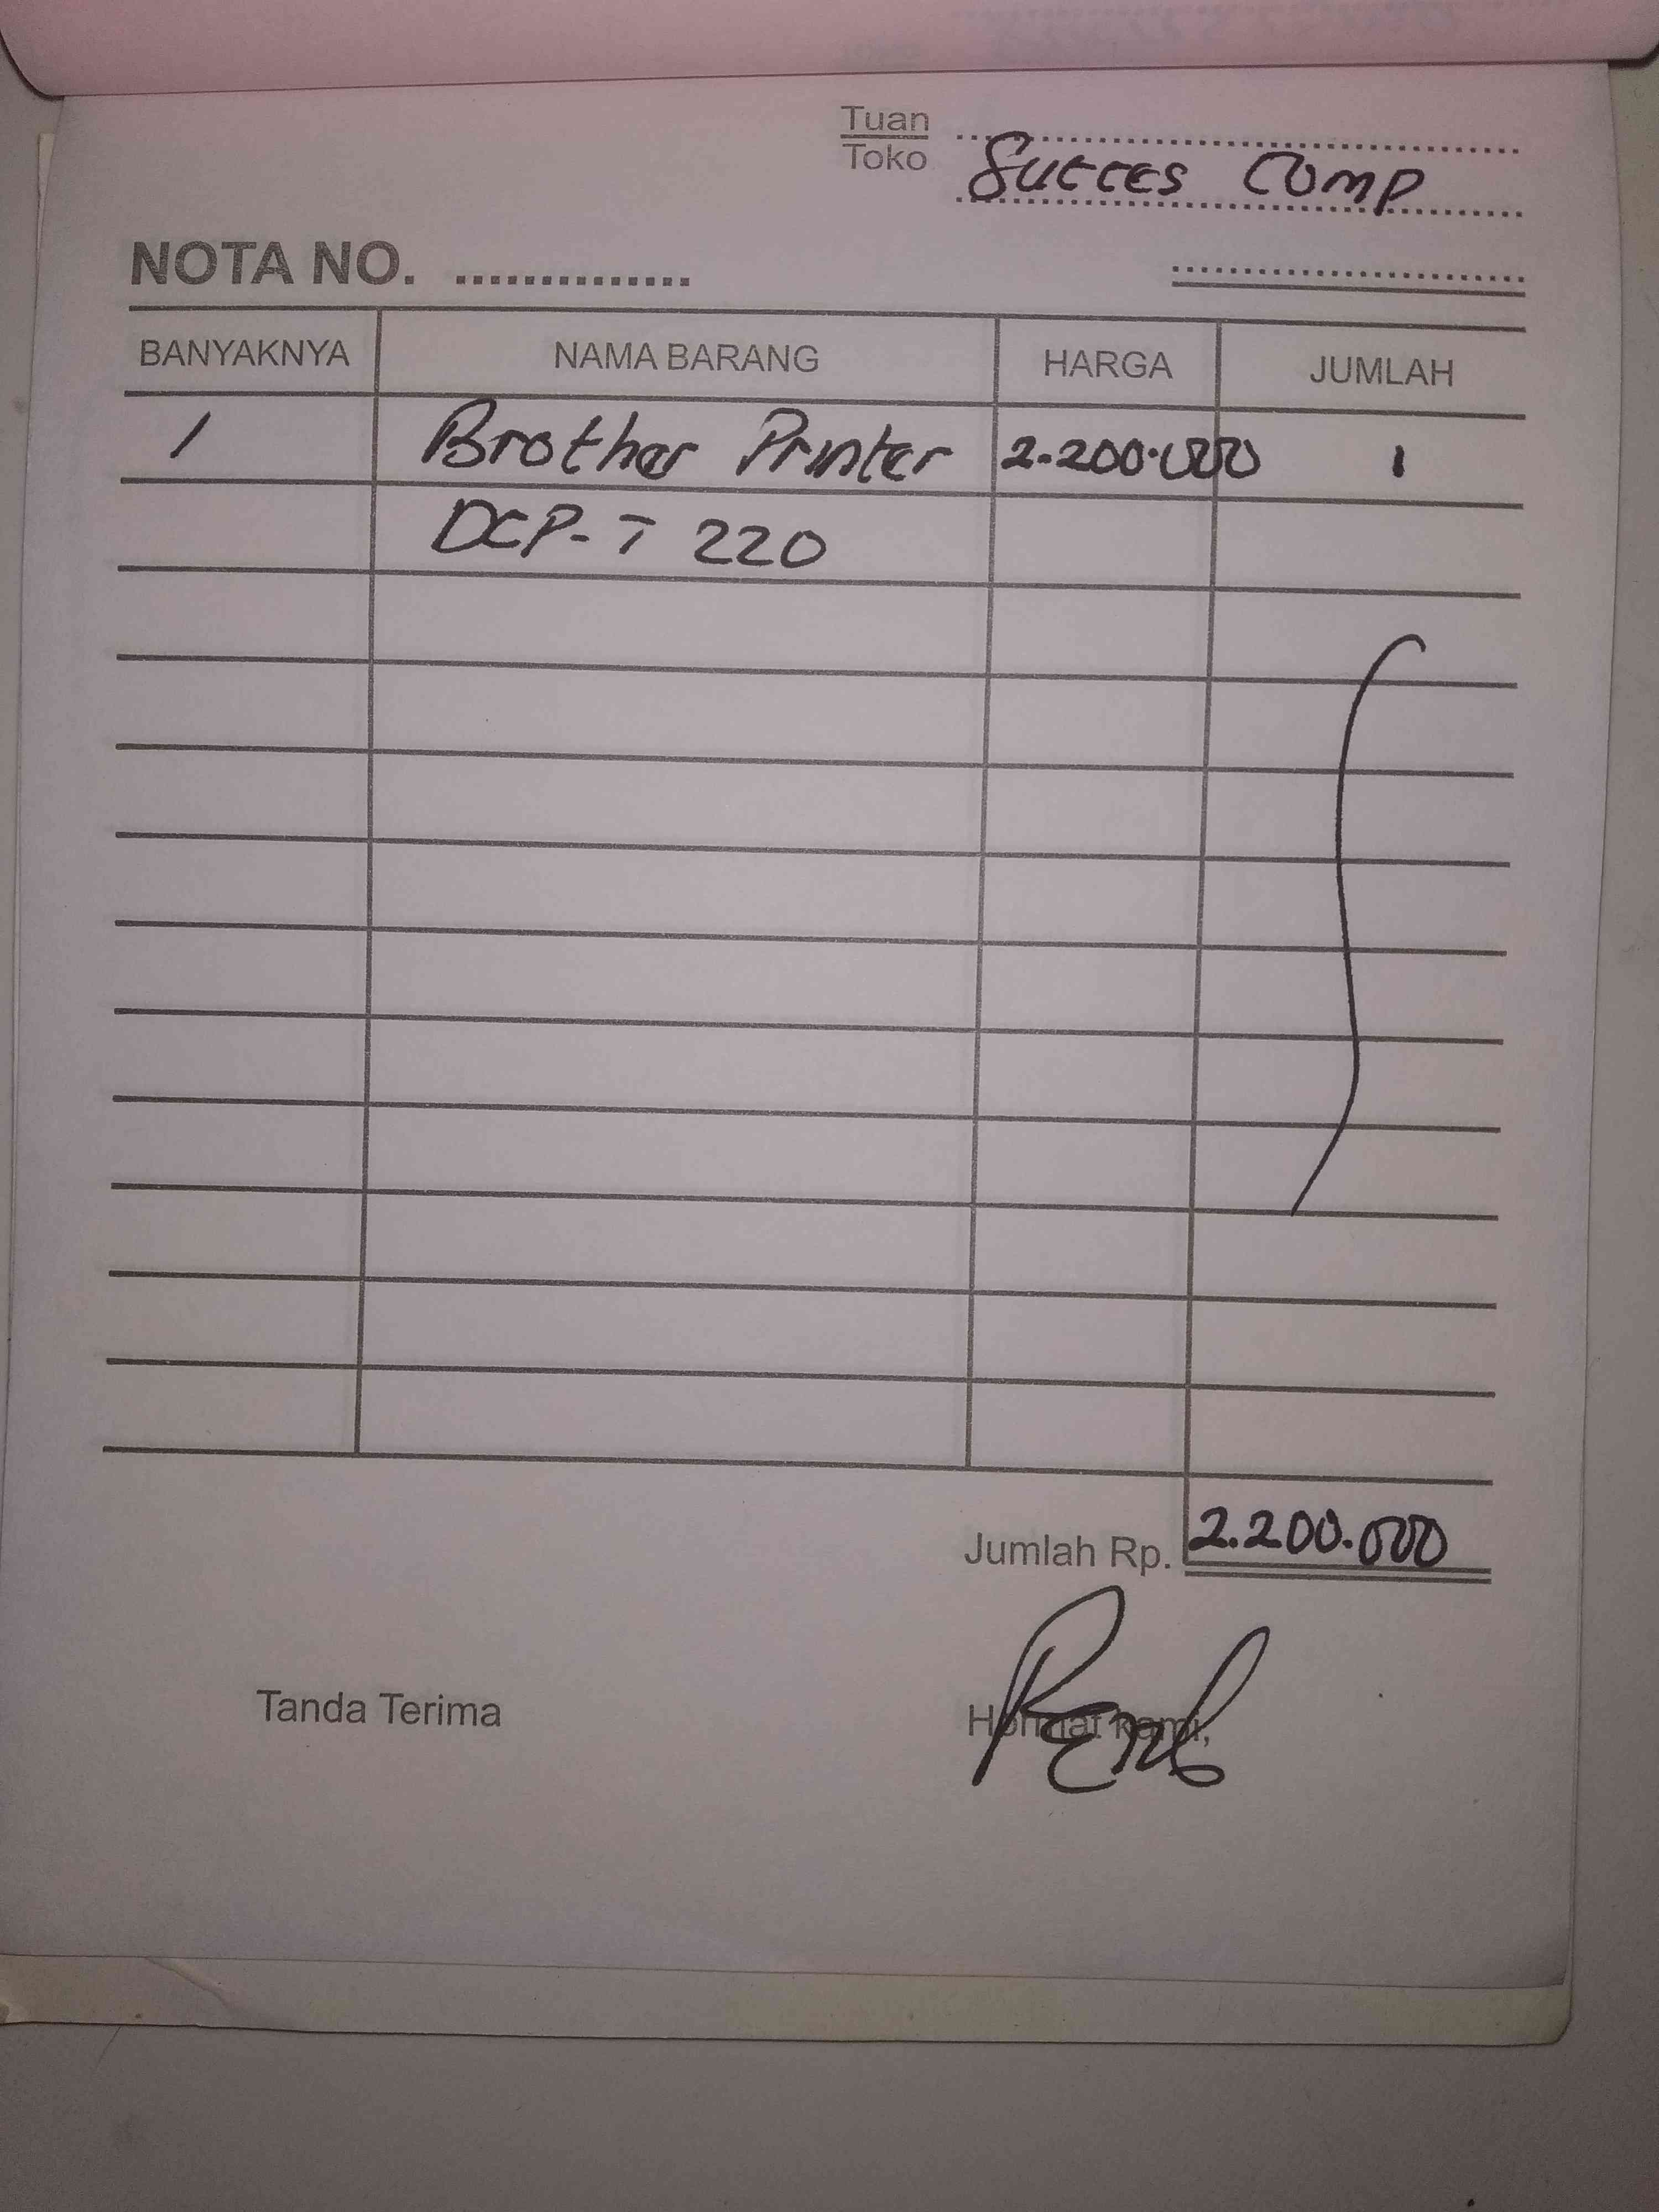 Tuan
Toko Succes Comp
NOTA NO. ..............
BANYAKNYA NAMA BARANG HARGA JUMLAH
1 Brother Printer 2.200.000 1
DCP-T 220
Jumlah Rp. 2.200.000
Tanda Terima Hormat kami,